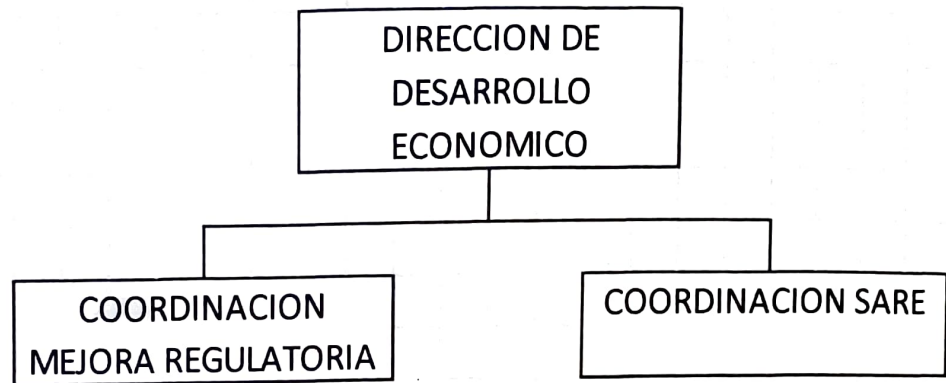 DIRECCION DE
DESARROLLO
ECONOMICO
COORDINACION
MEJORA REGULATORIA
COORDINACION SARE